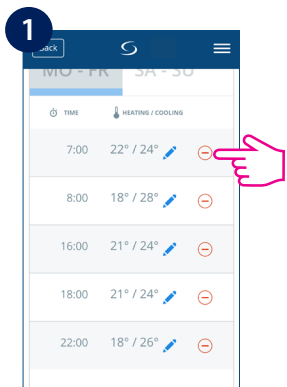 1
Back
MO - FR SA - SU
TIME HEATING / COOLING
7:00 22° / 24°
8:00 18° / 28°
16:00 21° / 24°
18:00 21° / 24°
22:00 18° / 26°